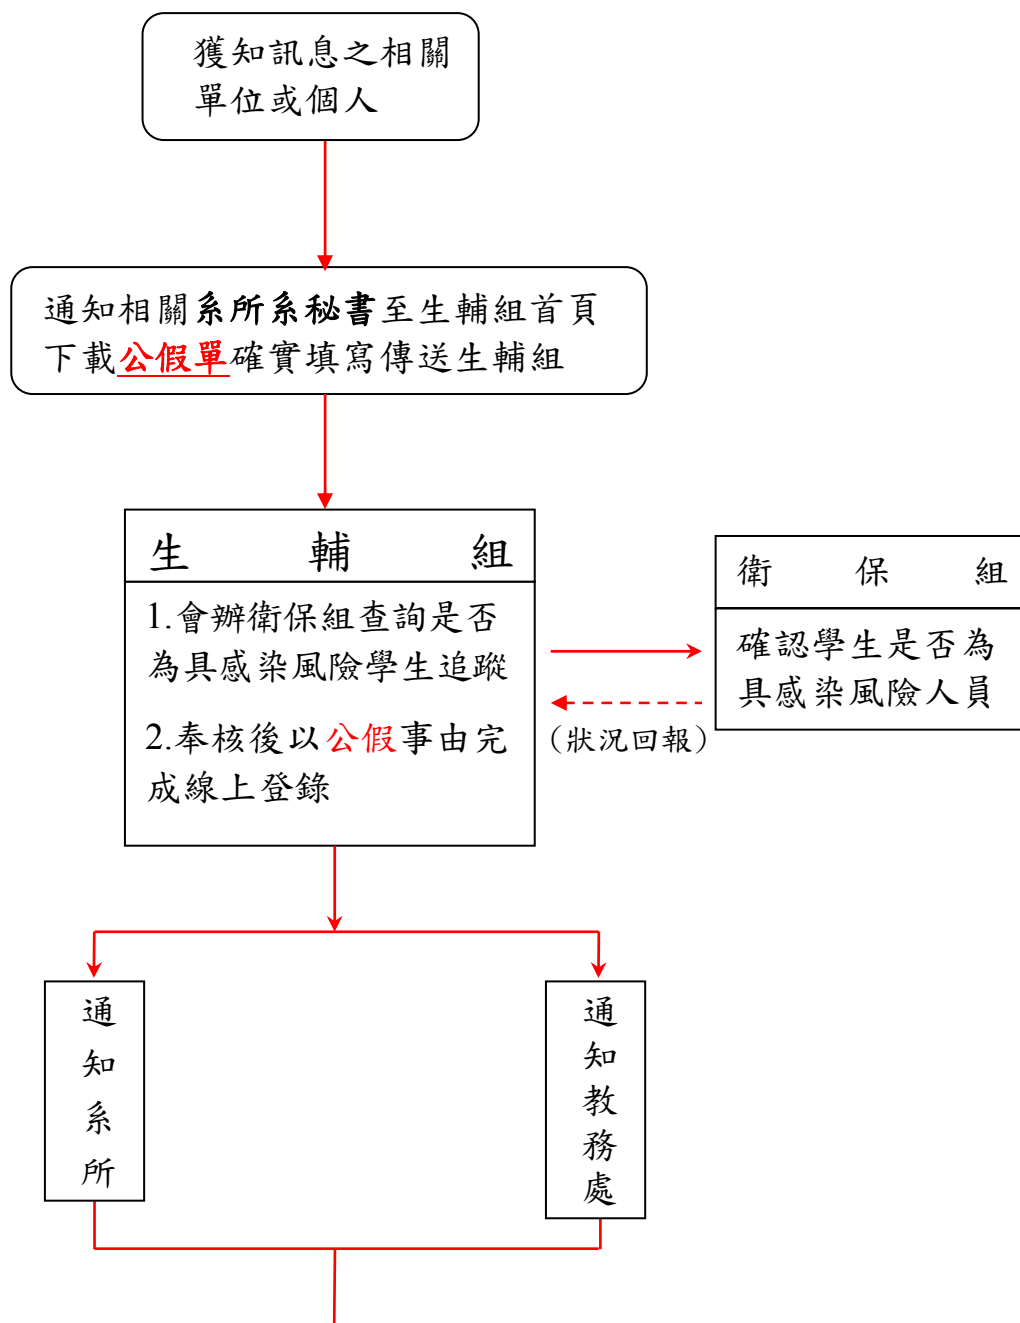 獲知訊息之相關
單位或個人
通知相關系所系秘書至生輔組首頁
下載公假單確實填寫傳送生輔組
生輔組
1.會辦衛保組查詢是否
為具感染風險學生追蹤
2.奉核後以公假事由完
成線上登錄
衛保組
確認學生是否為
具感染風險人員
（狀況回報）
通知系所
通知教務處